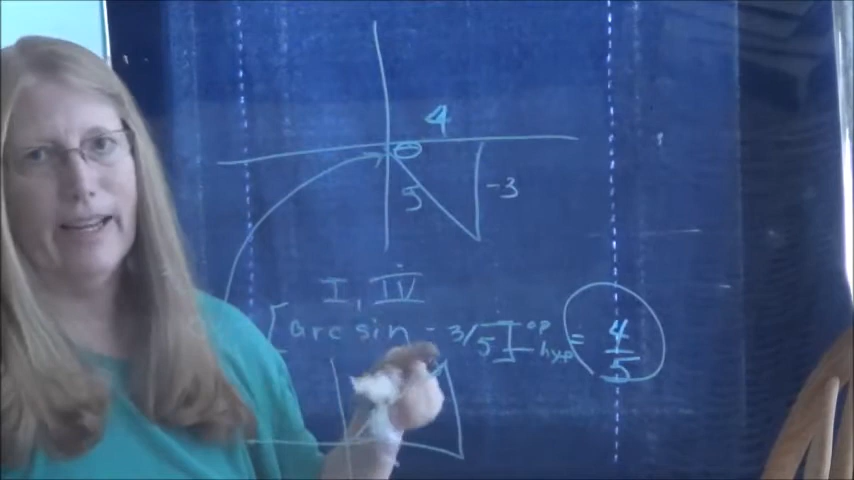 4
θ
5 -3
I, IV
[arc sin - 3/5] op hyp = 4/5